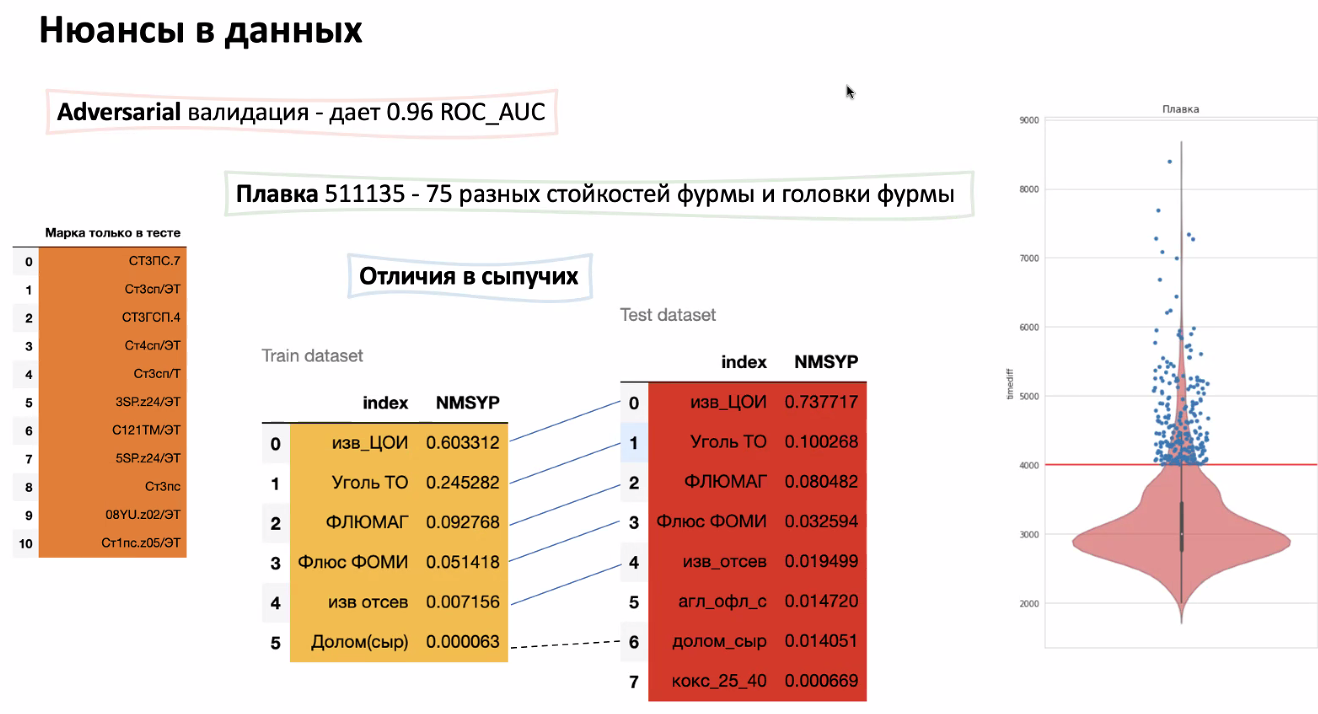 Нюансы в данных
Adversarial валидация - дает 0.96 ROC_AUC
Плавка 511135 - 75 разных стойкостей фурмы и головки фурмы
Марка только в тесте
0 СТ3ПС.7
1 Ст3сп/ЭТ
2 СТ3ГСП.4
3 Ст4сп/ЭТ
4 Ст3сп/Т
5 3SP.z24/ЭТ
6 С121ТМ/ЭТ
7 5SP.z24/ЭТ
8 Ст3пс
9 08YU.z02/ЭТ
10 Ст1пс.z05/ЭТ
Отличия в сыпучих
Train dataset
index NMSYP
0 изв_ЦОИ 0.603312
1 Уголь ТО 0.245282
2 ФЛЮМАГ 0.092768
3 Флюс ФОМИ 0.051418
4 изв отсев 0.007156
5 Долом(сыр) 0.000063
Test dataset
index NMSYP
0 изв_ЦОИ 0.737717
1 Уголь ТО 0.100268
2 ФЛЮМАГ 0.080482
3 Флюс ФОМИ 0.032594
4 изв_отсев 0.019499
5 агл_офл_с 0.014720
6 долом_сыр 0.014051
7 кокс_25_40 0.000669
Плавка
9000
8000
7000
6000
5000
4000
3000
2000
timediff